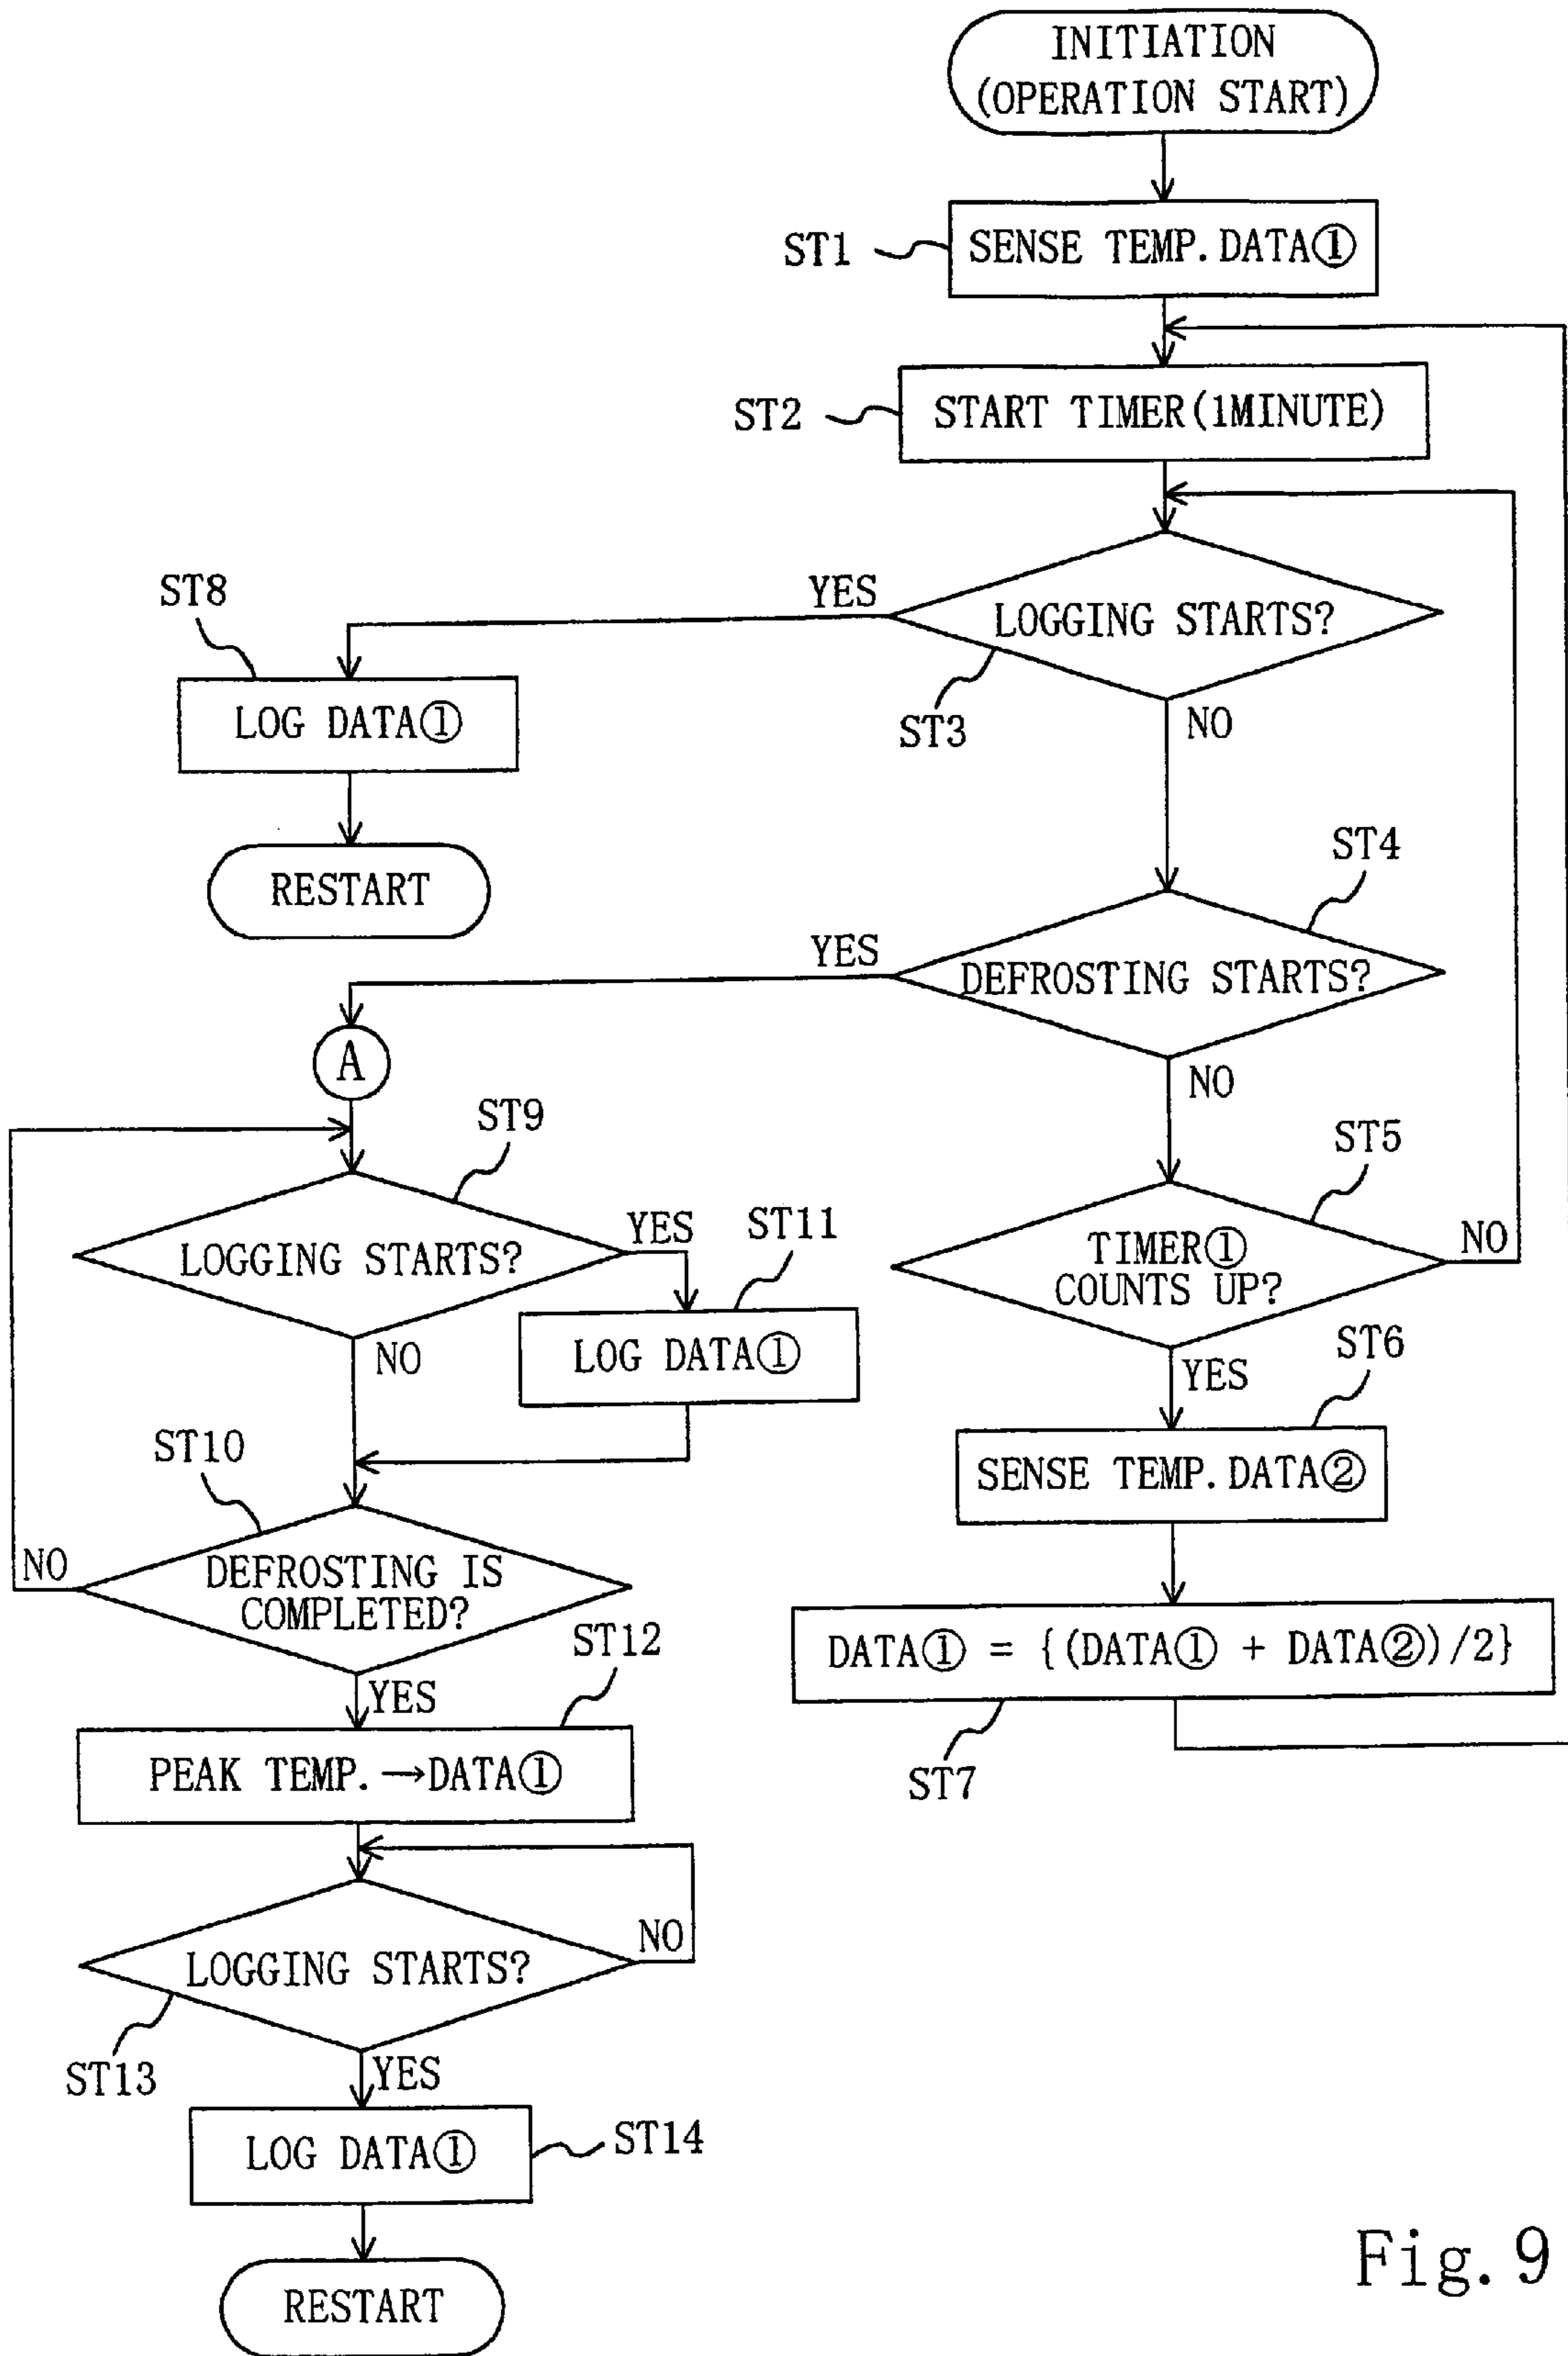 INITIATION
(OPERATION START)
ST1
SENSE TEMP.DATA①
ST2
START TIMER(1MINUTE)
ST8
YES
LOGGING STARTS?
LOG DATA①
ST3
NO
RESTART
ST4
YES
DEFROSTING STARTS?
A
NO
ST9
ST5
YES
ST11
LOGGING STARTS?
TIMER①
COUNTS UP?
NO
NO
LOG DATA①
ST6
YES
ST10
SENSE TEMP.DATA②
NO
DEFROSTING IS
COMPLETED?
ST12
DATA① = {(DATA① + DATA②)/2}
YES
PEAK TEMP.→DATA①
ST7
NO
LOGGING STARTS?
ST13
YES
LOG DATA①
ST14
RESTART
Fig. 9